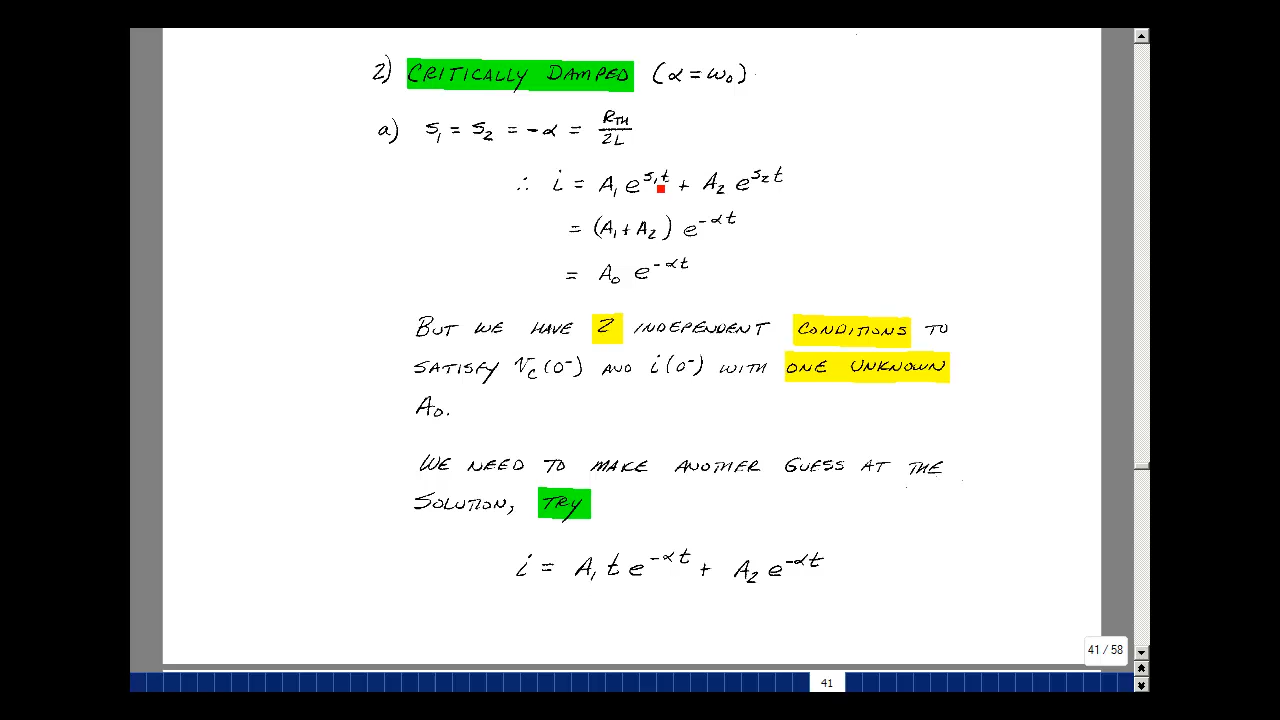 2) CRITICALLY DAMPED (α = ω₀)
a) s₁ = s₂ = -α = R_TH / 2L
∴ i = A₁ e^{s₁t} + A₂ e^{s₂t}
= (A₁ + A₂) e^{-αt}
= A₀ e^{-αt}
BUT WE HAVE 2 INDEPENDENT CONDITIONS TO
SATISFY V_C(0⁻) AND i(0⁻) WITH ONE UNKNOWN
A₀.
WE NEED TO MAKE ANOTHER GUESS AT THE
SOLUTION, TRY
i = A₁ t e^{-αt} + A₂ e^{-αt}
41 / 58
41